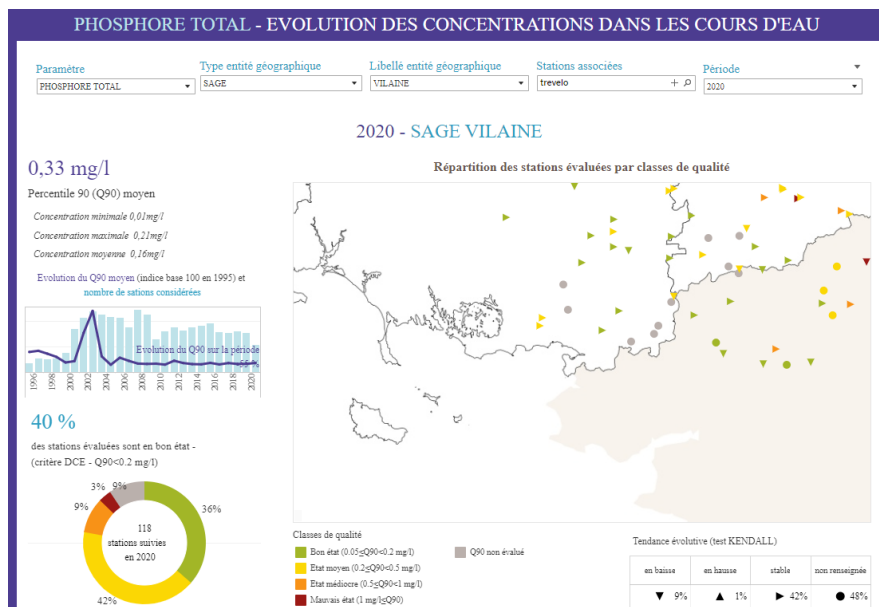 PHOSPHORE TOTAL - EVOLUTION DES CONCENTRATIONS DANS LES COURS D'EAU
Paramètre
PHOSPHORE TOTAL
Type entité géographique
SAGE
Libellé entité géographique
VILAINE
Stations associées
trevelo
Période
2020
2020 - SAGE VILAINE
0,33 mg/l
Percentile 90 (Q90) moyen
Concentration minimale 0,01mg/l
Concentration maximale 0,21mg/l
Concentration moyenne 0,16mg/l
Evolution du Q90 moyen (indice base 100 en 1995) et
nombre de sations considérées
Evolution du Q90 sur la période
-55 %
1996 1998 2000 2002 2004 2006 2008 2010 2012 2014 2016 2018 2020
40 %
des stations évaluées sont en bon état -
(critère DCE - Q90<0.2 mg/l)
3% 9%
9%
36%
42%
118
stations suivies
en 2020
Répartition des stations évaluées par classes de qualité
Classes de qualité
Bon état (0.05≤Q90<0.2 mg/l)
Etat moyen (0.2≤Q90<0.5 mg/l)
Etat médiocre (0.5≤Q90<1 mg/l)
Mauvais état (1 mg/l≤Q90)
Q90 non évalué
Tendance évolutive (test KENDALL)
en baisse en hausse stable non renseignée
▼ 9% ▲ 1% ► 42% ● 48%